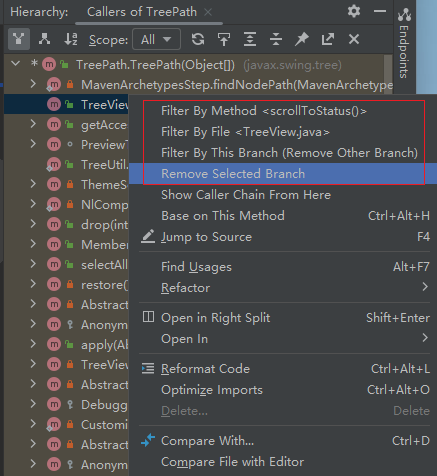 Hierarchy: Callers of TreePath
Scope: All
* TreePath.TreePath(Object[]) (javax.swing.tree)
MavenArchetypesStep.findNodePath(MavenArchetype
TreeView
getAcce
PreviewT
TreeUtil.
ThemeS
NlComp
drop(int
Member
selectAll
restore()
Abstrac
Anonym
apply(Ab
TreeView
Abstrac
Debugg
Customi
Abstrac
Anonym
Filter By Method <scrollToStatus()>
Filter By File <TreeView.java>
Filter By This Branch (Remove Other Branch)
Remove Selected Branch
Show Caller Chain From Here
Base on This Method Ctrl+Alt+H
Jump to Source F4
Find Usages Alt+F7
Refactor
Open in Right Split Shift+Enter
Open In
Reformat Code Ctrl+Alt+L
Optimize Imports Ctrl+Alt+O
Delete... Delete
Compare With... Ctrl+D
Compare File with Editor
Endpoints